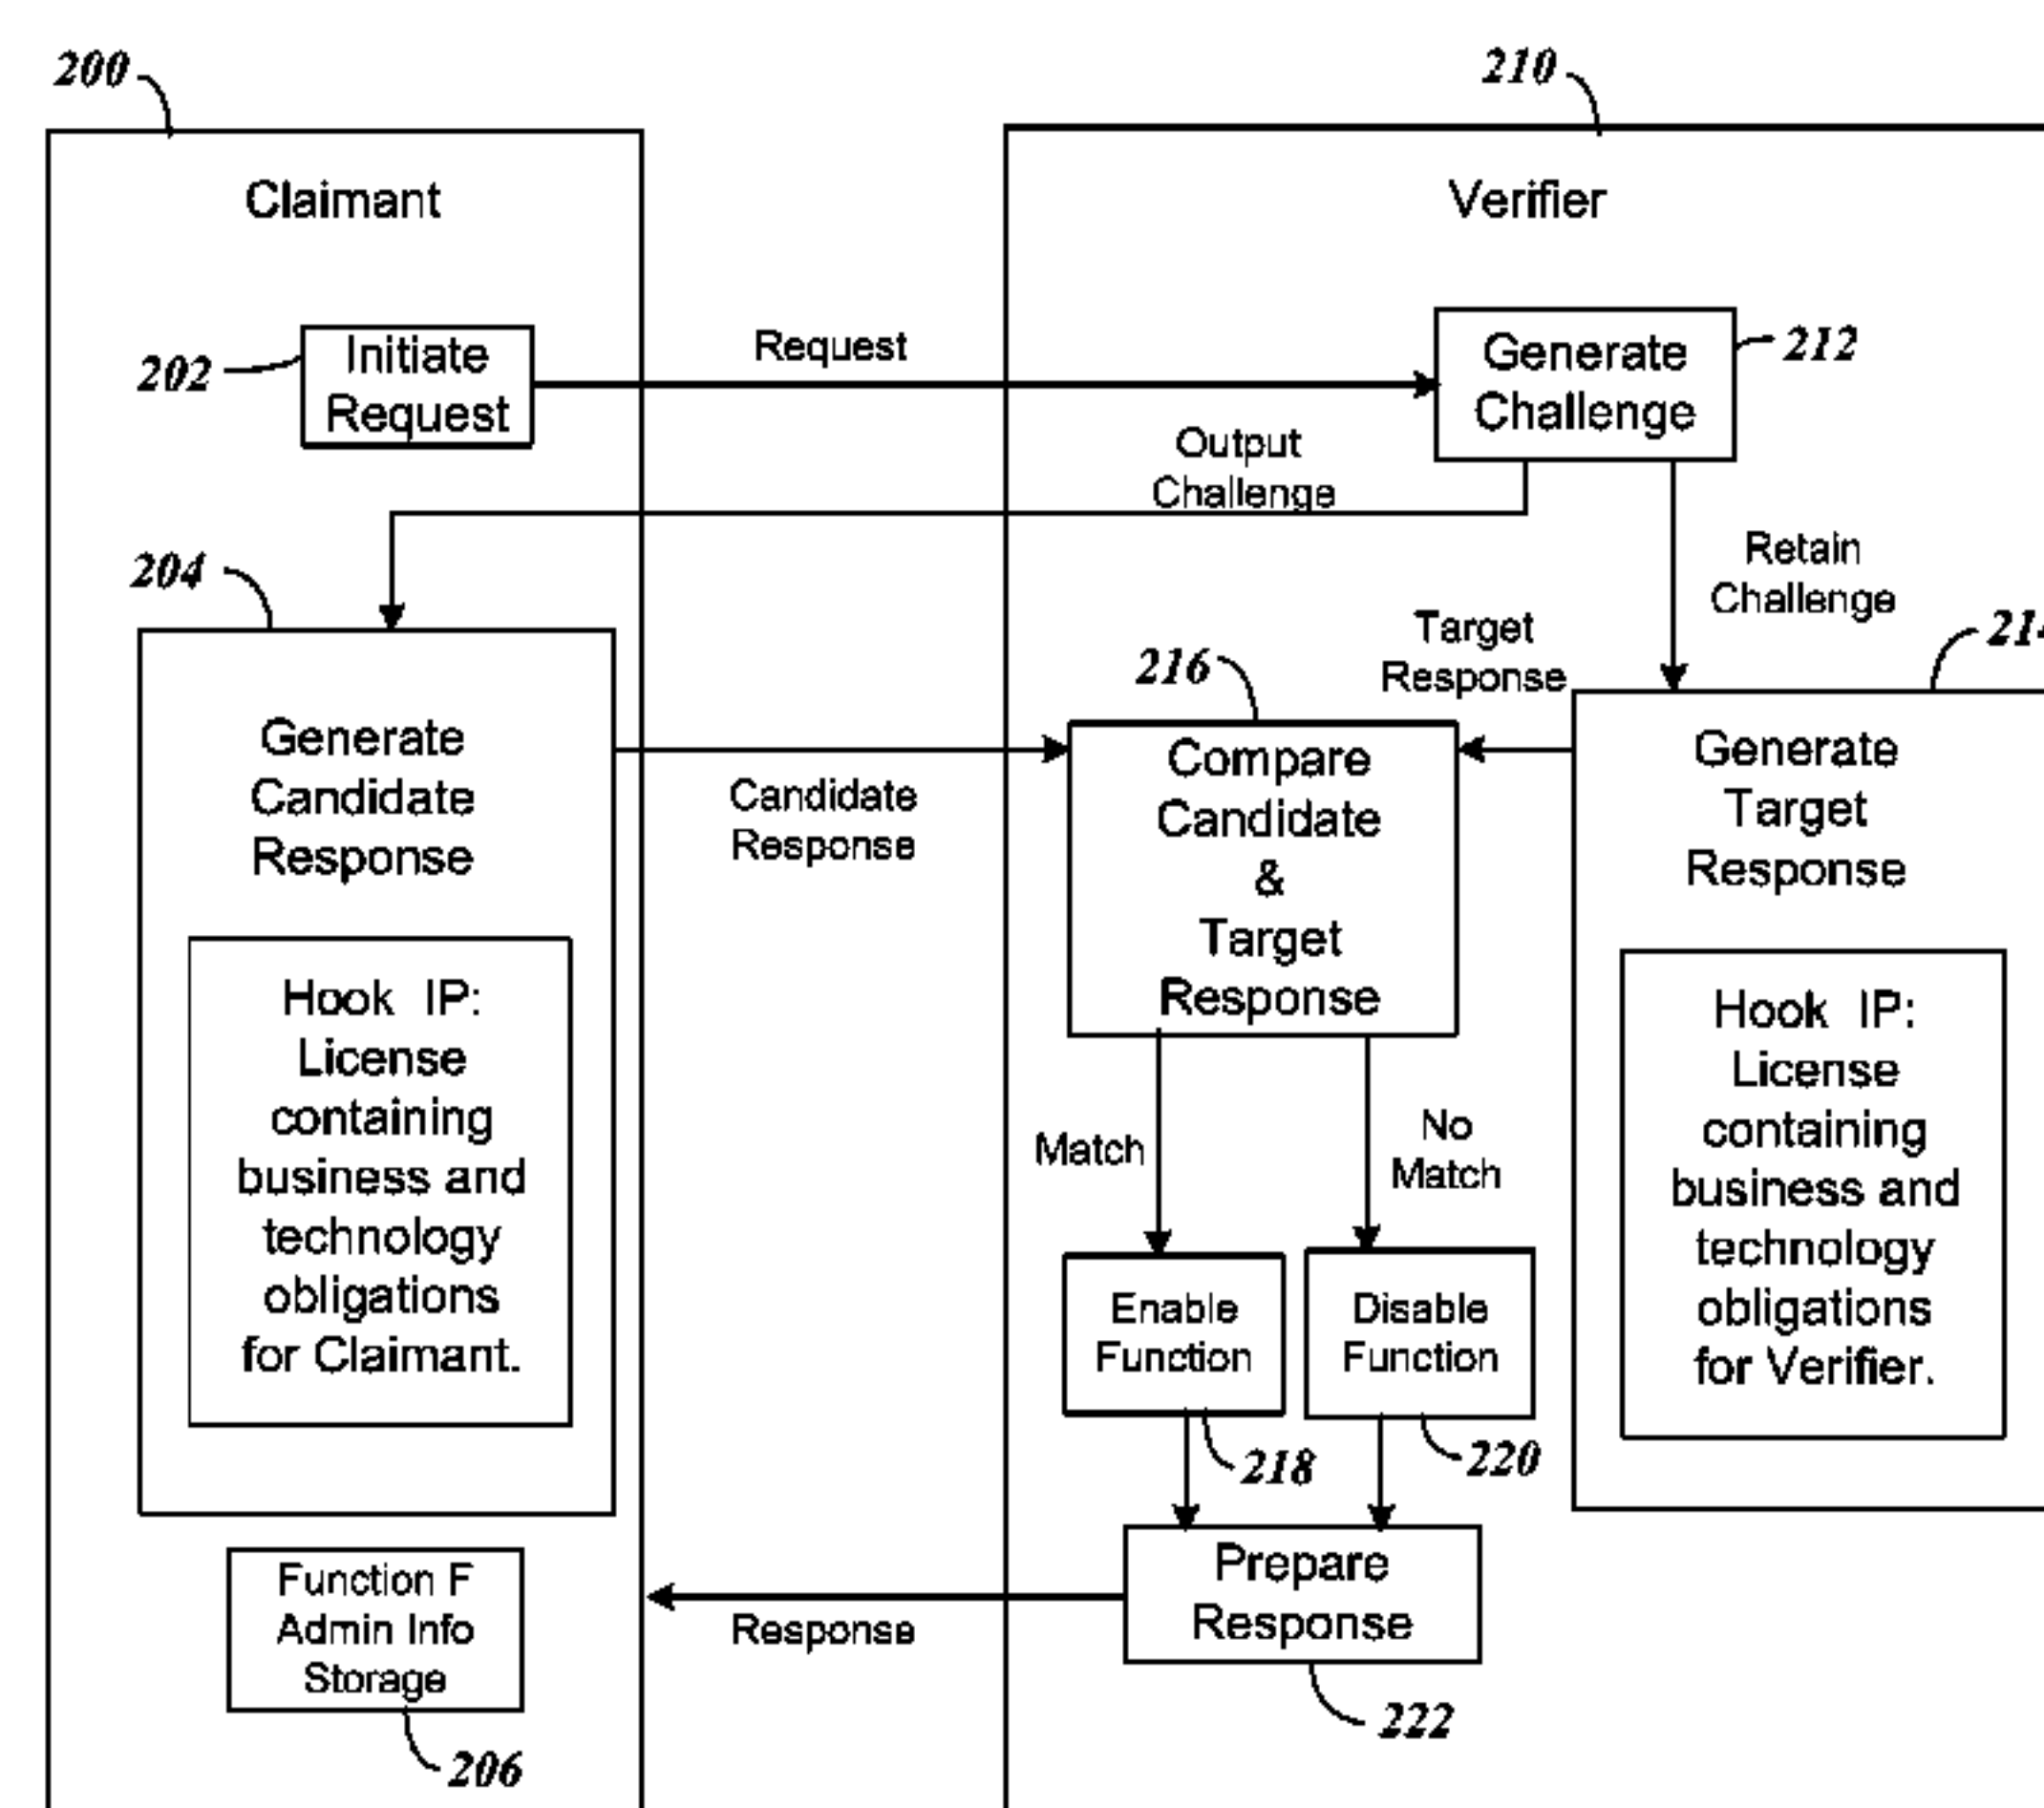 200
210
Claimant
Verifier
202
Initiate
Request
Request
Generate
Challenge
212
Output
Challenge
Retain
Challenge
204
Target
Response
216
Generate
Candidate
Response
Candidate
Response
Compare
Candidate
&
Target
Response
Generate
Target
Response
Hook IP:
License
containing
business and
technology
obligations
for Claimant.
Hook IP:
License
containing
business and
technology
obligations
for Verifier.
Match
No
Match
Enable
Function
Disable
Function
218
220
Function F
Admin Info
Storage
Response
Prepare
Response
206
222